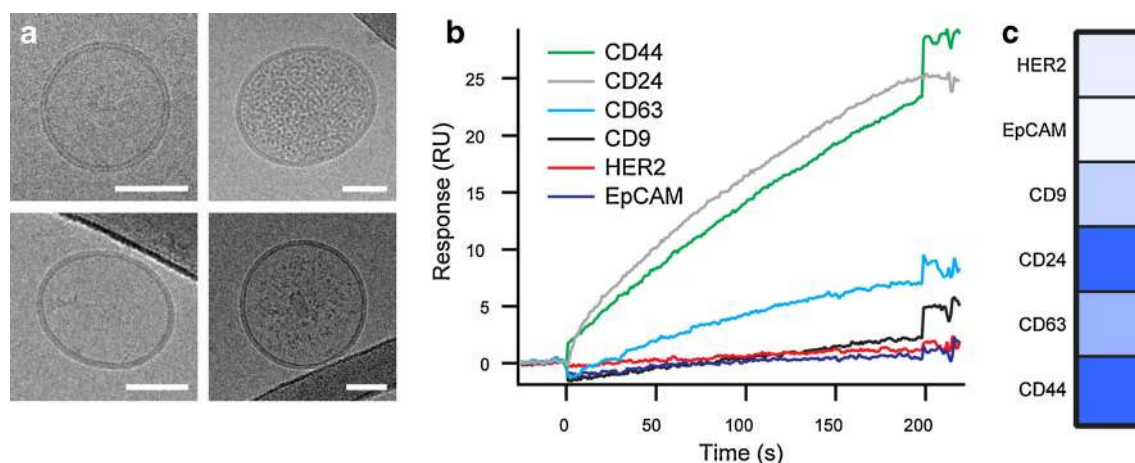 a
b
CD44
CD24
CD63
CD9
HER2
EpCAM
Response (RU)
25
20
15
10
5
0
0 50 100 150 200
Time (s)
c
HER2
EpCAM
CD9
CD24
CD63
CD44